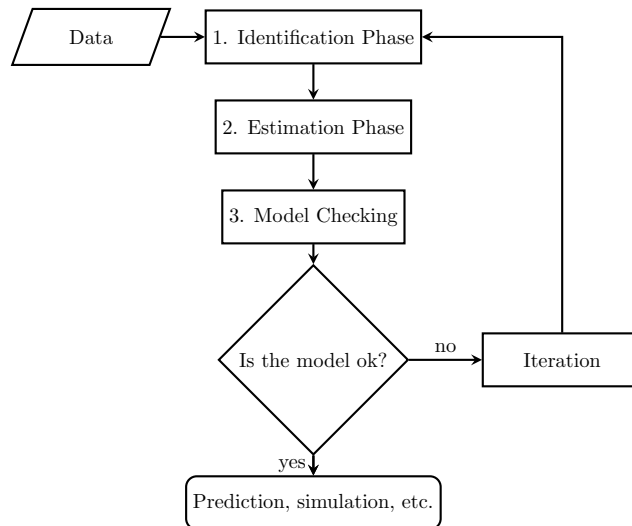 Data
1. Identification Phase
2. Estimation Phase
3. Model Checking
Is the model ok?
no
Iteration
yes
Prediction, simulation, etc.